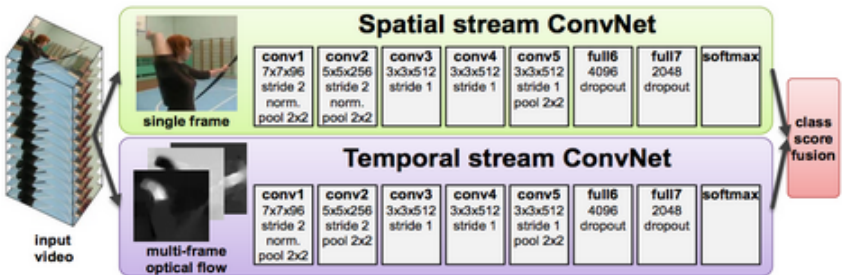 Spatial stream ConvNet
conv1
7x7x96
stride 2
norm.
pool 2x2
conv2
5x5x256
stride 2
norm.
pool 2x2
conv3
3x3x512
stride 1
conv4
3x3x512
stride 1
conv5
3x3x512
stride 1
pool 2x2
full6
4096
dropout
full7
2048
dropout
softmax
single frame
Temporal stream ConvNet
conv1
7x7x96
stride 2
norm.
pool 2x2
conv2
5x5x256
stride 2
pool 2x2
conv3
3x3x512
stride 1
conv4
3x3x512
stride 1
conv5
3x3x512
stride 1
pool 2x2
full6
4096
dropout
full7
2048
dropout
softmax
multi-frame
optical flow
input
video
class
score
fusion